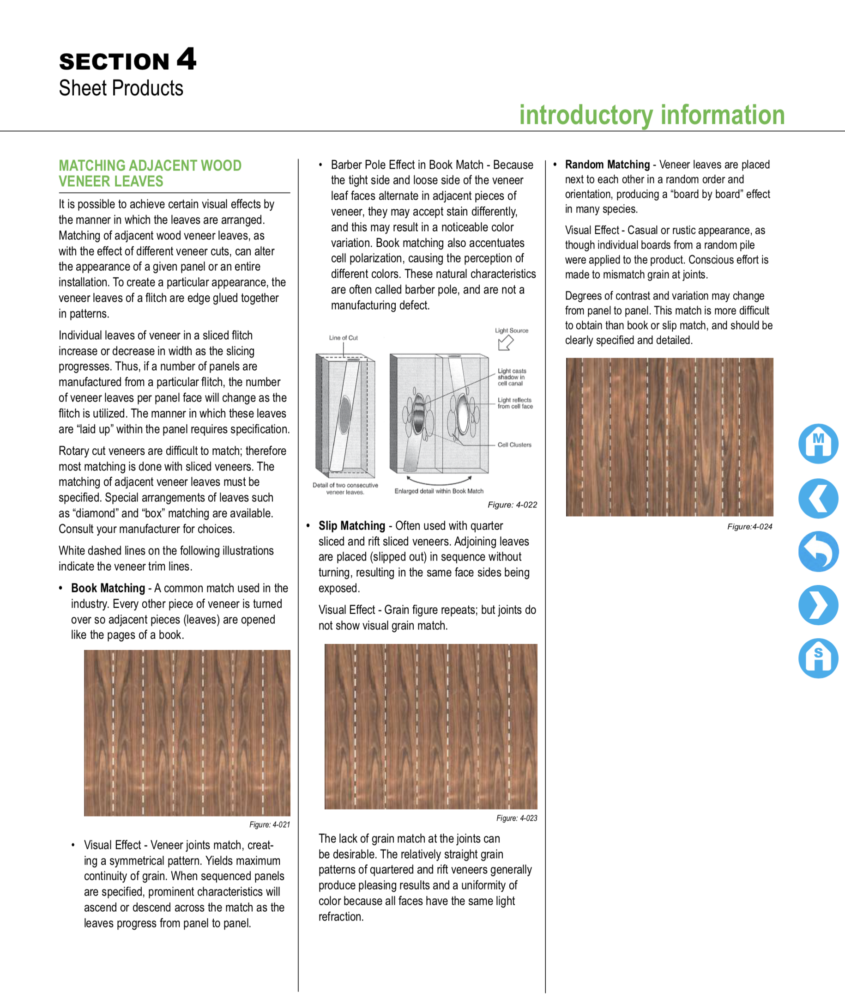 SECTION 4
Sheet Products
introductory information
MATCHING ADJACENT WOOD
VENEER LEAVES
It is possible to achieve certain visual effects by
the manner in which the leaves are arranged.
Matching of adjacent wood veneer leaves, as
with the effect of different veneer cuts, can alter
the appearance of a given panel or an entire
installation. To create a particular appearance, the
veneer leaves of a flitch are edge glued together
in patterns.
Individual leaves of veneer in a sliced flitch
increase or decrease in width as the slicing
progresses. Thus, if a number of panels are
manufactured from a particular flitch, the number
of veneer leaves per panel face will change as the
flitch is utilized. The manner in which these leaves
are “laid up” within the panel requires specification.
Rotary cut veneers are difficult to match; therefore
most matching is done with sliced veneers. The
matching of adjacent veneer leaves must be
specified. Special arrangements of leaves such
as “diamond” and “box” matching are available.
Consult your manufacturer for choices.
White dashed lines on the following illustrations
indicate the veneer trim lines.
• Book Matching - A common match used in the
industry. Every other piece of veneer is turned
over so adjacent pieces (leaves) are opened
like the pages of a book.
Figure: 4-021
• Visual Effect - Veneer joints match, creat-
ing a symmetrical pattern. Yields maximum
continuity of grain. When sequenced panels
are specified, prominent characteristics will
ascend or descend across the match as the
leaves progress from panel to panel.
• Barber Pole Effect in Book Match - Because
the tight side and loose side of the veneer
leaf faces alternate in adjacent pieces of
veneer, they may accept stain differently,
and this may result in a noticeable color
variation. Book matching also accentuates
cell polarization, causing the perception of
different colors. These natural characteristics
are often called barber pole, and are not a
manufacturing defect.
Line of Cut
Light Source
Light casts
shadow in
cell canal
Light reflects
from cell face
Cell Clusters
Detail of two consecutive
veneer leaves.
Enlarged detail within Book Match
Figure: 4-022
• Slip Matching - Often used with quarter
sliced and rift sliced veneers. Adjoining leaves
are placed (slipped out) in sequence without
turning, resulting in the same face sides being
exposed.
Visual Effect - Grain figure repeats; but joints do
not show visual grain match.
Figure: 4-023
The lack of grain match at the joints can
be desirable. The relatively straight grain
patterns of quartered and rift veneers generally
produce pleasing results and a uniformity of
color because all faces have the same light
refraction.
• Random Matching - Veneer leaves are placed
next to each other in a random order and
orientation, producing a “board by board” effect
in many species.
Visual Effect - Casual or rustic appearance, as
though individual boards from a random pile
were applied to the product. Conscious effort is
made to mismatch grain at joints.
Degrees of contrast and variation may change
from panel to panel. This match is more difficult
to obtain than book or slip match, and should be
clearly specified and detailed.
Figure:4-024
M
S